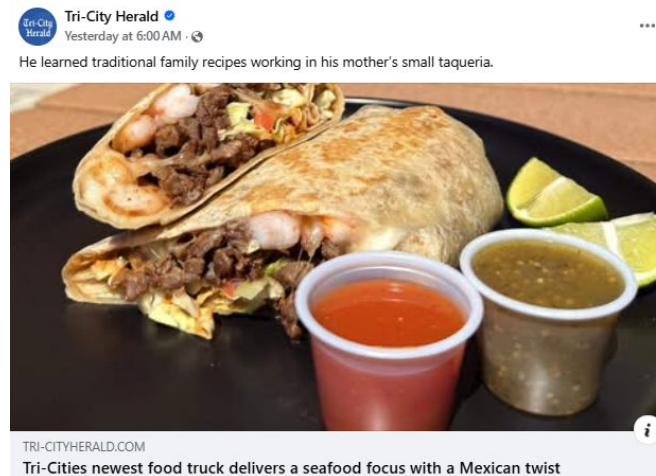 Tri-City Herald
Tri-City Herald
Yesterday at 6:00 AM ·
He learned traditional family recipes working in his mother's small taqueria.
i
TRI-CITYHERALD.COM
Tri-Cities newest food truck delivers a seafood focus with a Mexican twist